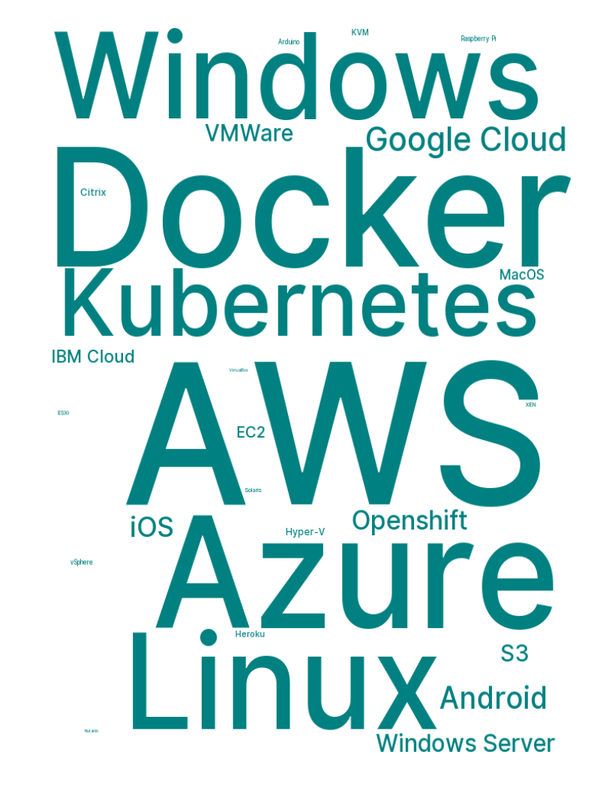 KVM
Arduino
Raspberry Pi
Windows
VMWare
Google Cloud
Docker
Citrix
MacOS
Kubernetes
IBM Cloud
VirtualBox
AWS
XEN
ESXi
EC2
Solaris
iOS
Openshift
Hyper-V
Azure
vSphere
Heroku
Linux
S3
Android
Windows Server